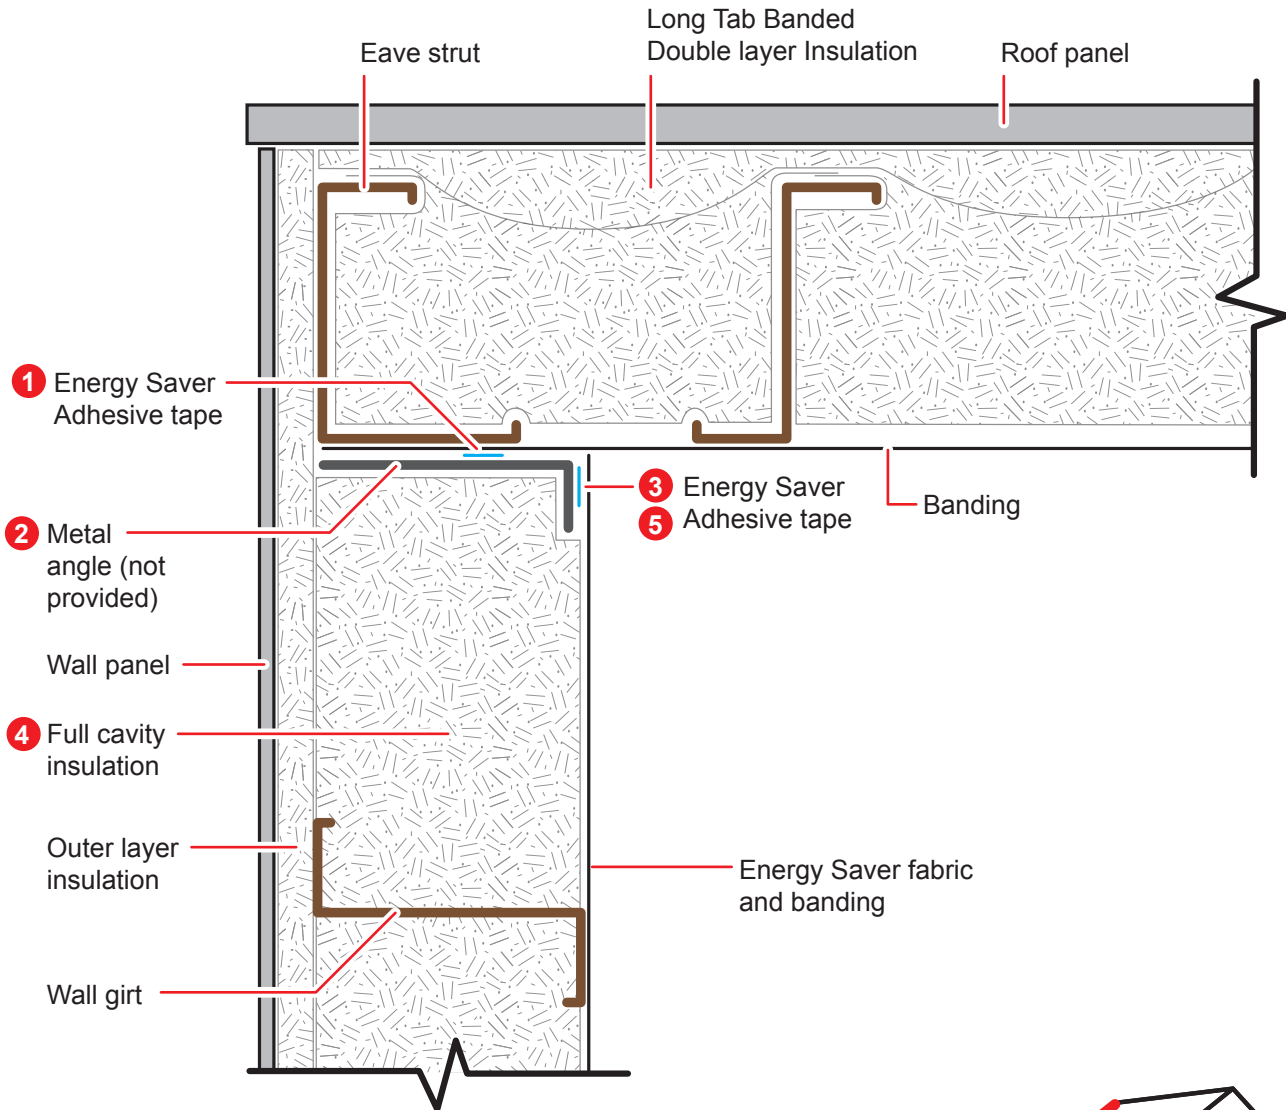 Eave strut
Long Tab Banded
Double layer Insulation
Roof panel
1 Energy Saver
Adhesive tape
3 Energy Saver
5 Adhesive tape
Banding
2 Metal
angle (not
provided)
Wall panel
4 Full cavity
insulation
Outer layer
insulation
Energy Saver fabric
and banding
Wall girt